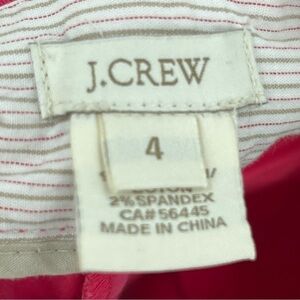 J.CREW
4
2% SPANDEX
CA# 56445
MADE IN CHINA